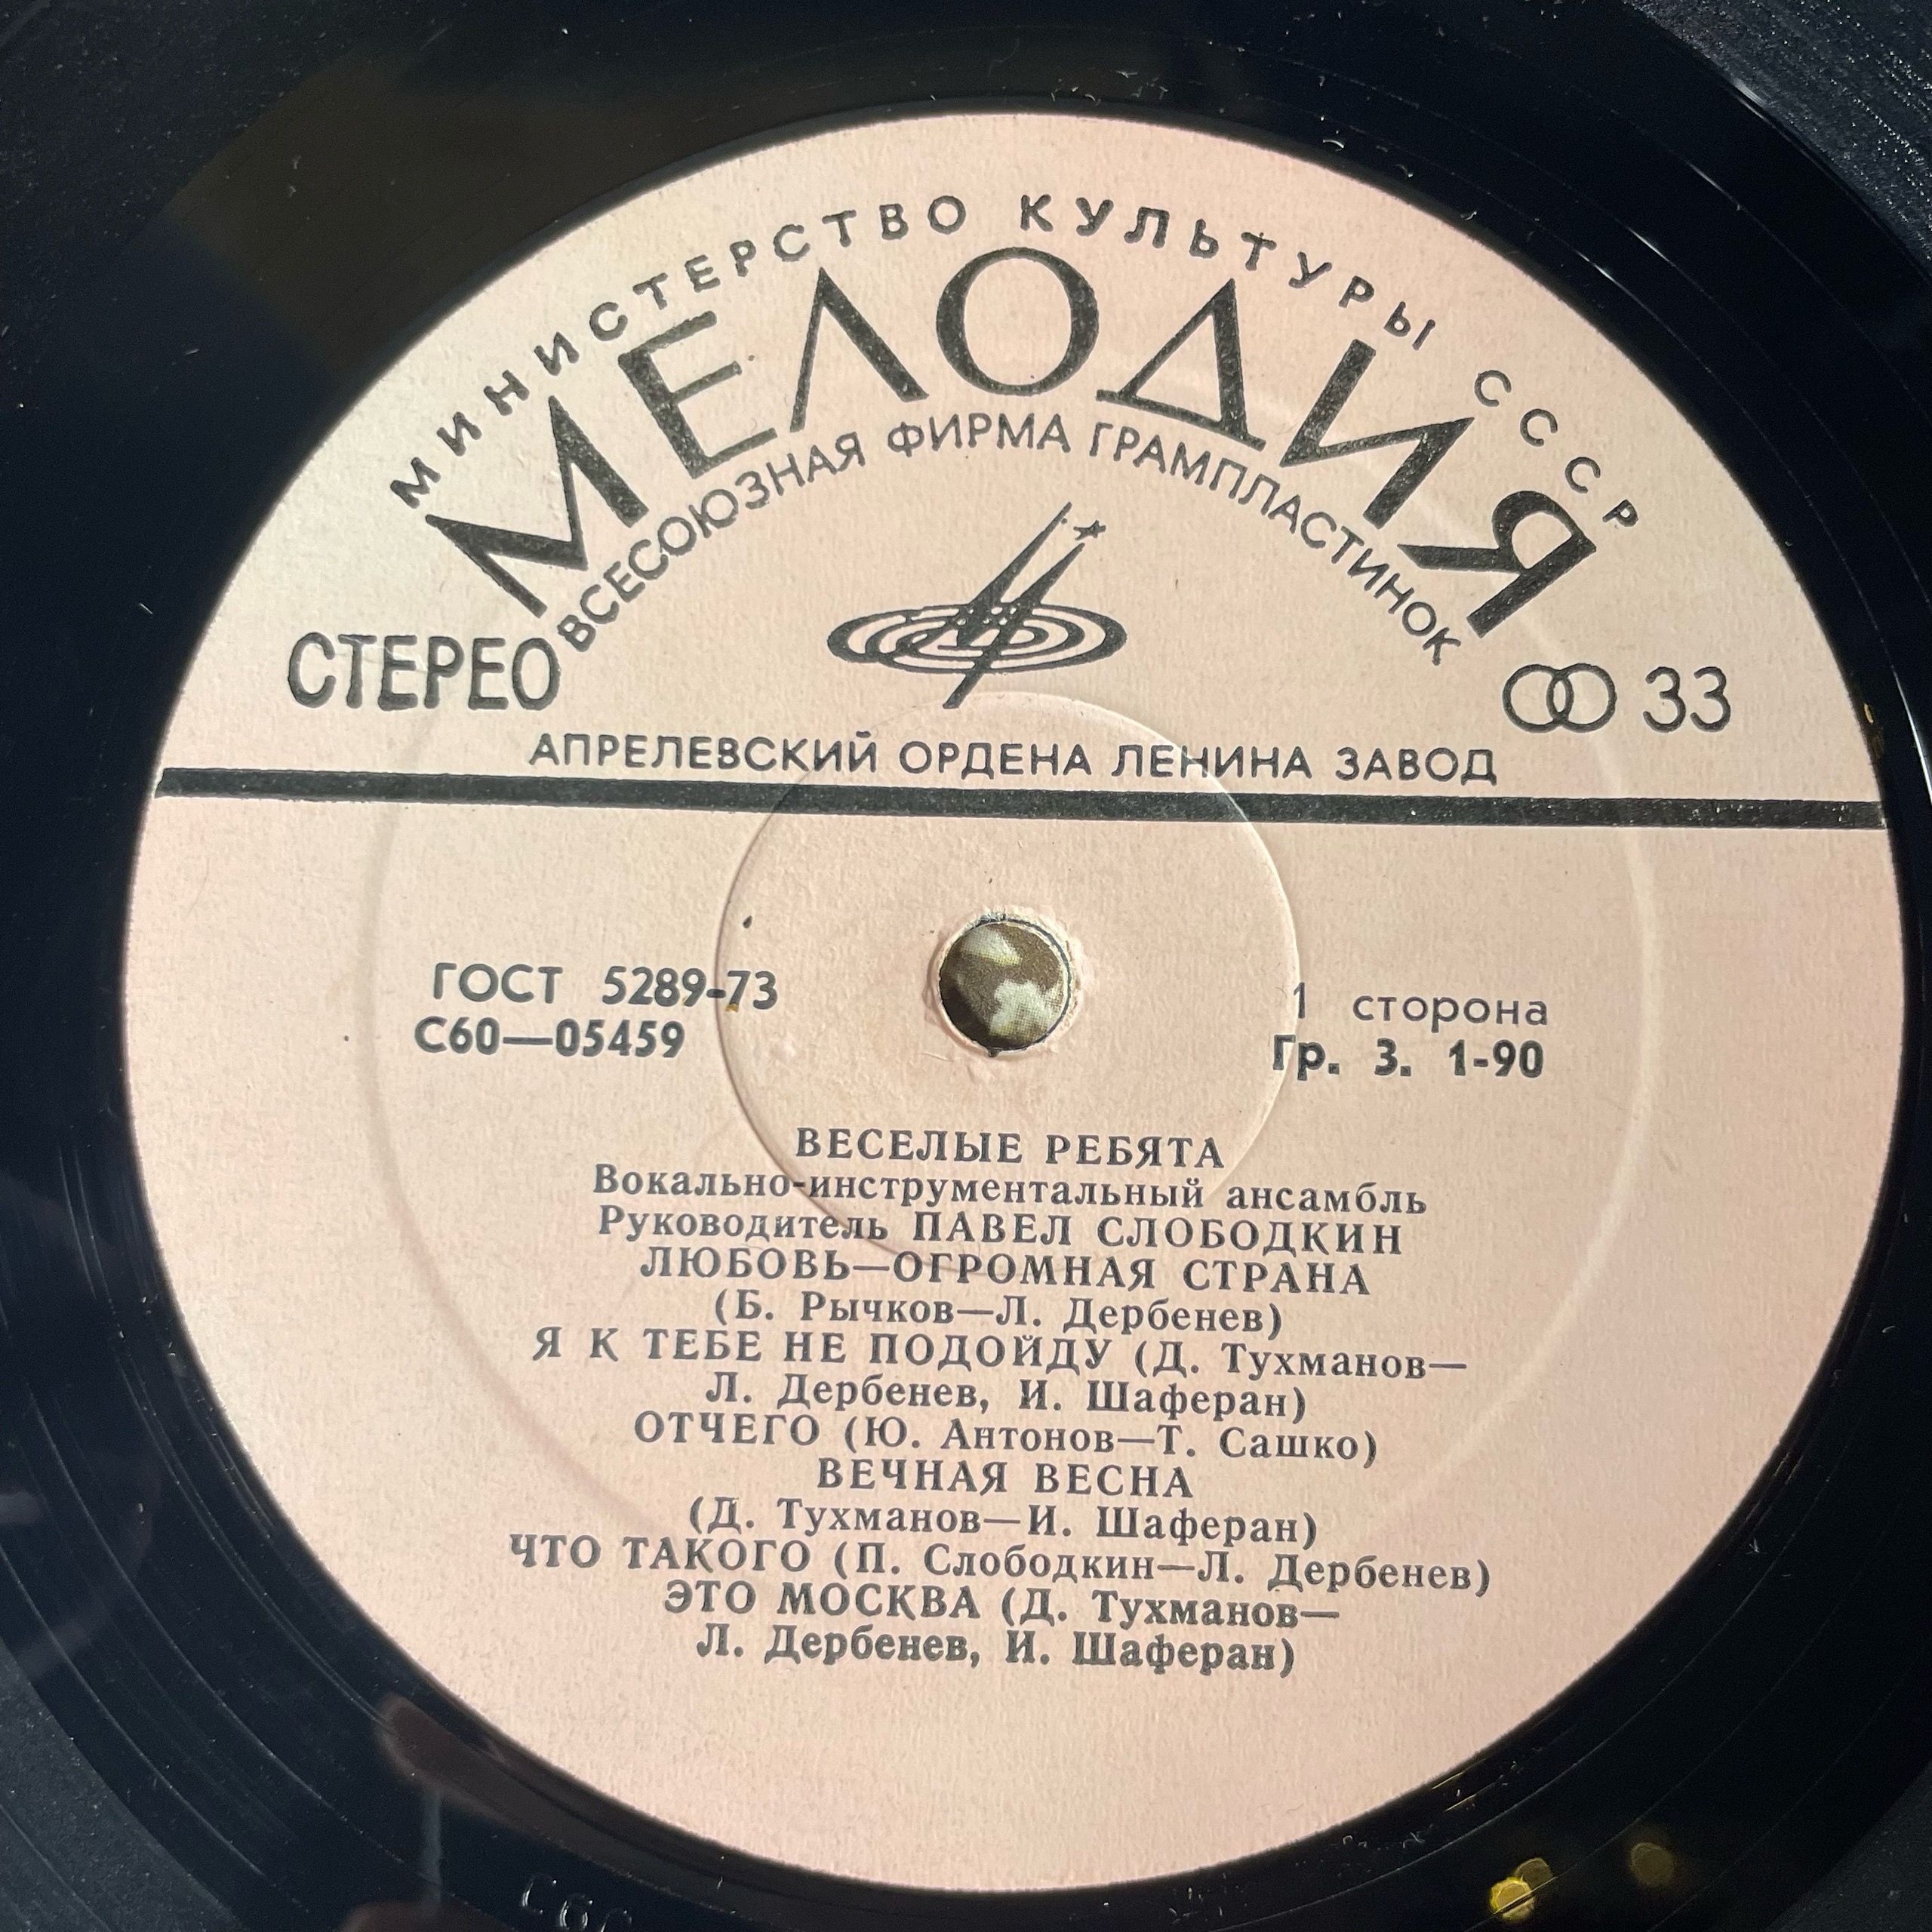 МИНИСТЕРСТВО КУЛЬТУРЫ СССР
МЕЛОДИЯ
ВСЕСОЮЗНАЯ ФИРМА ГРАМПЛАСТИНОК
СТЕРЕО
33
АПРЕЛЕВСКИЙ ОРДЕНА ЛЕНИНА ЗАВОД
ГОСТ 5289-73
С60—05459
1 сторона
Гр. 3. 1-90
ВЕСЕЛЫЕ РЕБЯТА
Вокально-инструментальный ансамбль
Руководитель ПАВЕЛ СЛОБОДКИН
ЛЮБОВЬ—ОГРОМНАЯ СТРАНА
(Б. Рычков—Л. Дербенев)
Я К ТЕБЕ НЕ ПОДОЙДУ (Д. Тухманов—
Л. Дербенев, И. Шаферан)
ОТЧЕГО (Ю. Антонов—Т. Сашко)
ВЕЧНАЯ ВЕСНА
(Д. Тухманов—И. Шаферан)
ЧТО ТАКОГО (П. Слободкин—Л. Дербенев)
ЭТО МОСКВА (Д. Тухманов—
Л. Дербенев, И. Шаферан)